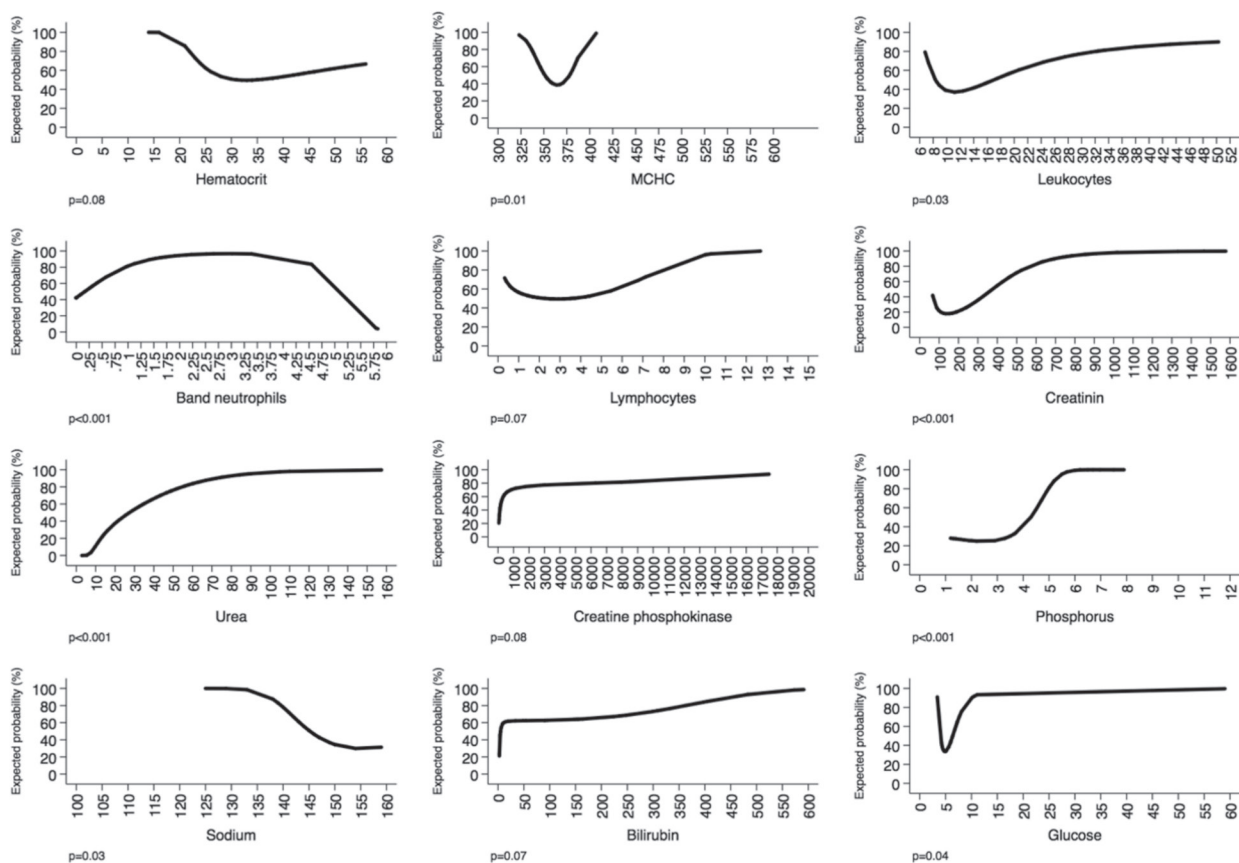 Expected probability (%)
100
80
60
40
20
0
0 5 10 15 20 25 30 35 40 45 50 55 60
Hematocrit
p=0.08
Expected probability (%)
100
80
60
40
20
0
300 325 350 375 400 425 450 475 500 525 550 575 600
MCHC
p=0.01
Expected probability (%)
100
80
60
40
20
0
6 8 10 12 14 16 18 20 22 24 26 28 30 32 34 36 38 40 42 44 46 48 50 52
Leukocytes
p=0.03
Expected probability (%)
100
80
60
40
20
0
0 .25 .5 .75 1 1.25 1.5 1.75 2 2.25 2.5 2.75 3 3.25 3.5 3.75 4 4.25 4.5 4.75 5 5.25 5.5 5.75 6
Band neutrophils
p<0.001
Expected probability (%)
100
80
60
40
20
0
0 1 2 3 4 5 6 7 8 9 10 11 12 13 14 15
Lymphocytes
p=0.07
Expected probability (%)
100
80
60
40
20
0
0 100 200 300 400 500 600 700 800 900 1000 1100 1200 1300 1400 1500 1600
Creatinin
p<0.001
Expected probability (%)
100
80
60
40
20
0
0 10 20 30 40 50 60 70 80 90 100 110 120 130 140 150 160
Urea
p<0.001
Expected probability (%)
100
80
60
40
20
0
0 1000 2000 3000 4000 5000 6000 7000 8000 9000 10000 11000 12000 13000 14000 15000 16000 17000 18000 19000 20000
Creatine phosphokinase
p=0.08
Expected probability (%)
100
80
60
40
20
0
0 1 2 3 4 5 6 7 8 9 10 11 12
Phosphorus
p<0.001
Expected probability (%)
100
80
60
40
20
0
100 105 110 115 120 125 130 135 140 145 150 155 160
Sodium
p=0.03
Expected probability (%)
100
80
60
40
20
0
0 50 100 150 200 250 300 350 400 450 500 550 600
Bilirubin
p=0.07
Expected probability (%)
100
80
60
40
20
0
0 5 10 15 20 25 30 35 40 45 50 55 60
Glucose
p=0.04